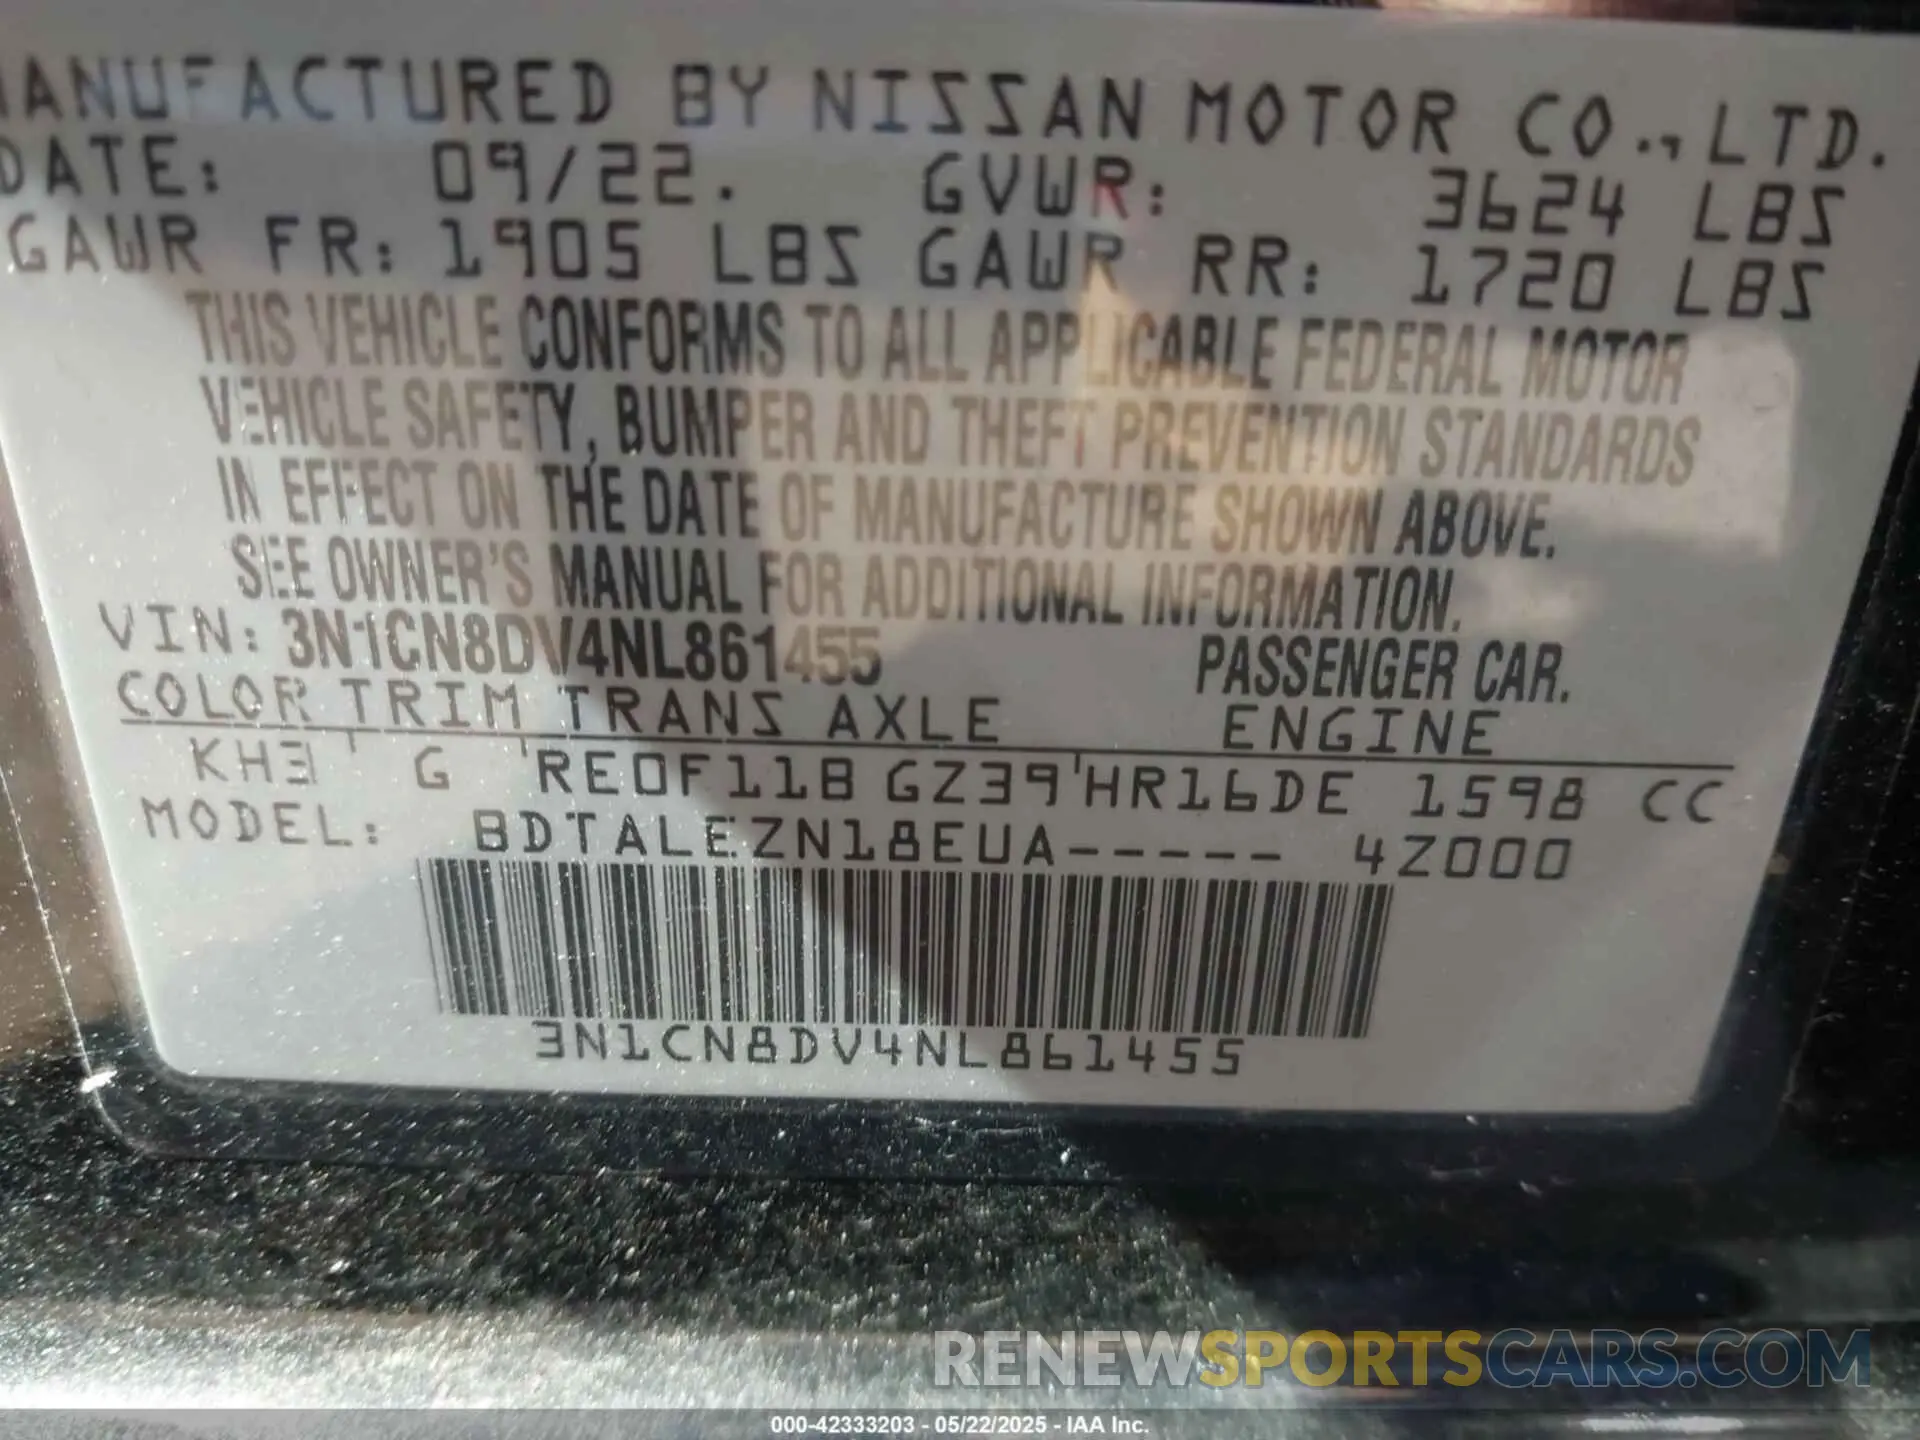 MANUFACTURED BY NISSAN MOTOR CO., LTD.
DATE: 09/22. GVWR: 3624 LBS
GAWR FR: 1905 LBS GAWR RR: 1720 LBS
THIS VEHICLE CONFORMS TO ALL APPLICABLE FEDERAL MOTOR
VEHICLE SAFETY, BUMPER AND THEFT PREVENTION STANDARDS
IN EFFECT ON THE DATE OF MANUFACTURE SHOWN ABOVE.
SEE OWNER'S MANUAL FOR ADDITIONAL INFORMATION.
VIN: 3N1CN8DV4NL861455 PASSENGER CAR.
COLOR TRIM TRANS AXLE ENGINE
KH3 ' G ' RE0F11B GZ39 ' HR16DE 1598 CC
MODEL: BDTALEZN18EUA----- 4Z000
3N1CN8DV4NL861455
RENEWSPORTSCARS.COM
000-42333203 - 05/22/2025 - IAA Inc.